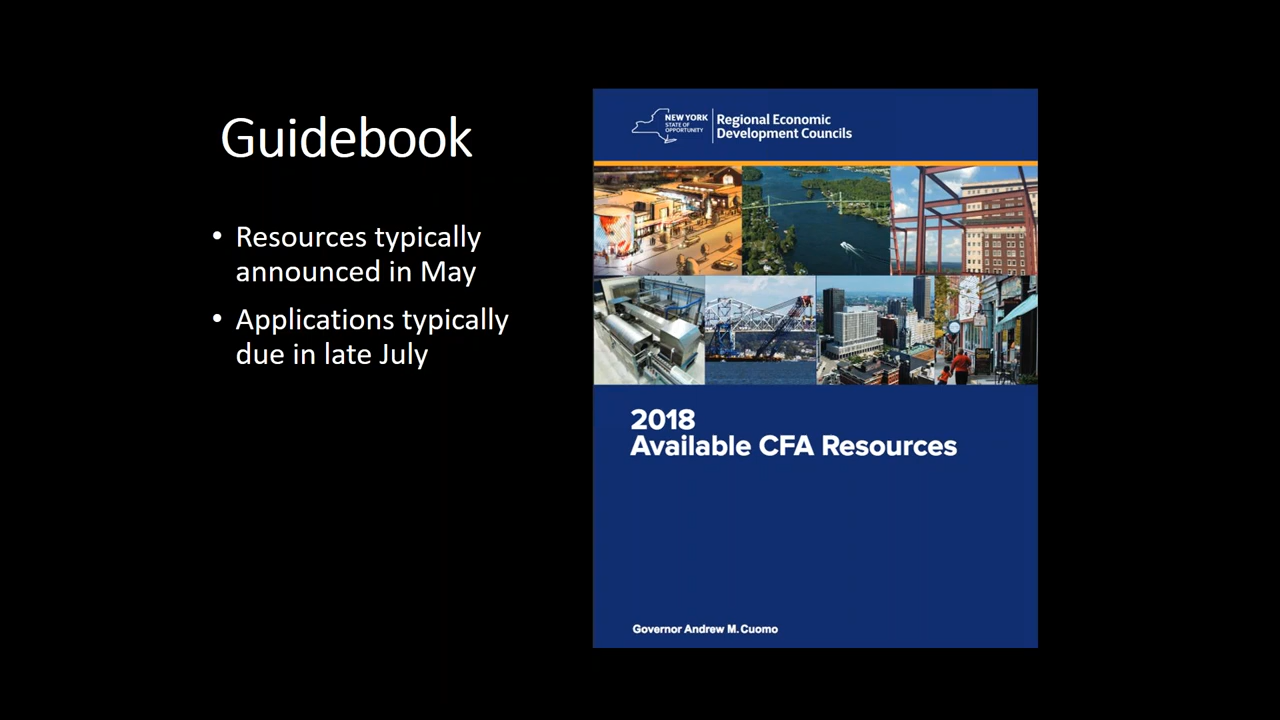 Guidebook
• Resources typically
announced in May
• Applications typically
due in late July
NEW YORK
STATE OF
OPPORTUNITY
Regional Economic
Development Councils
2018
Available CFA Resources
Governor Andrew M. Cuomo